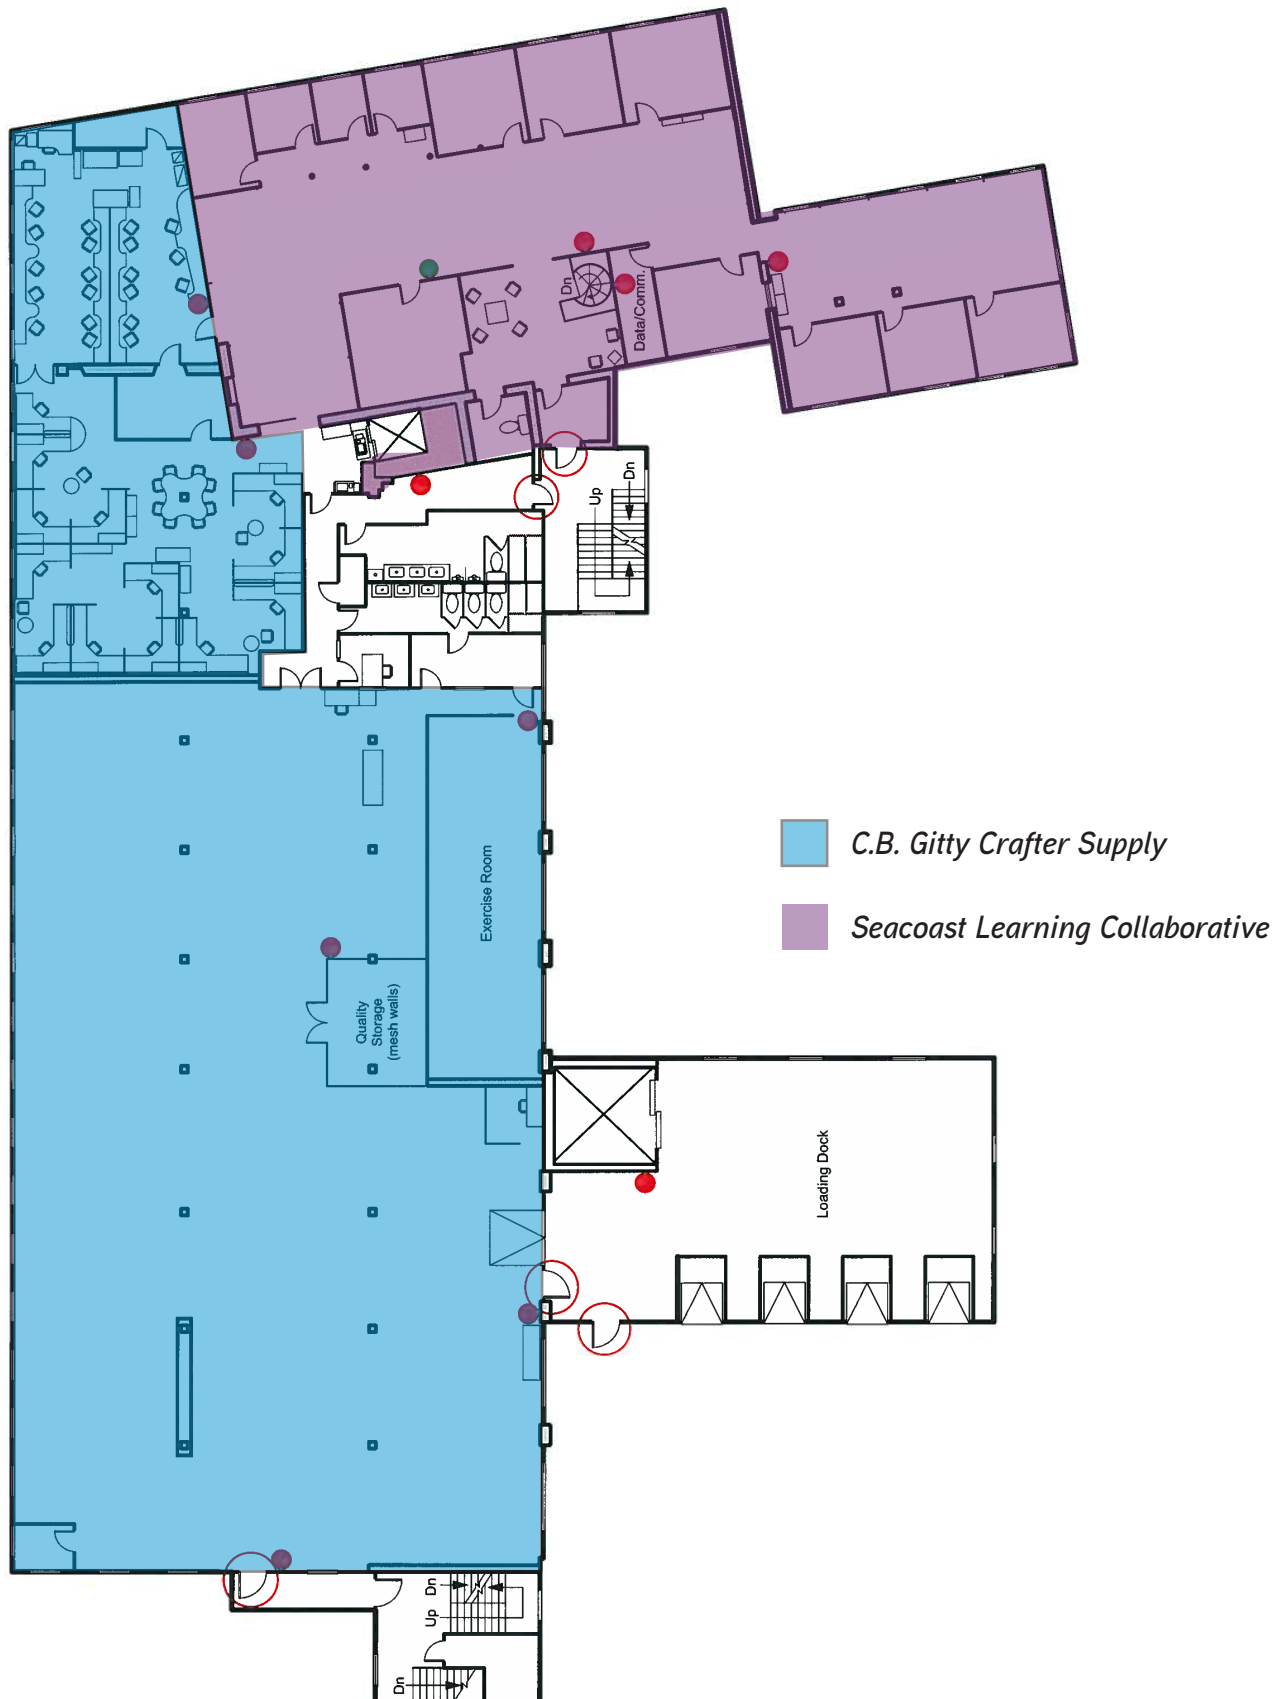 Dn
Data/Comm.
Dn
Up
C.B. Gitty Crafter Supply
Exercise Room
Seacoast Learning Collaborative
Quality
Storage
(mesh walls)
Loading Dock
Dn
Up
Dn